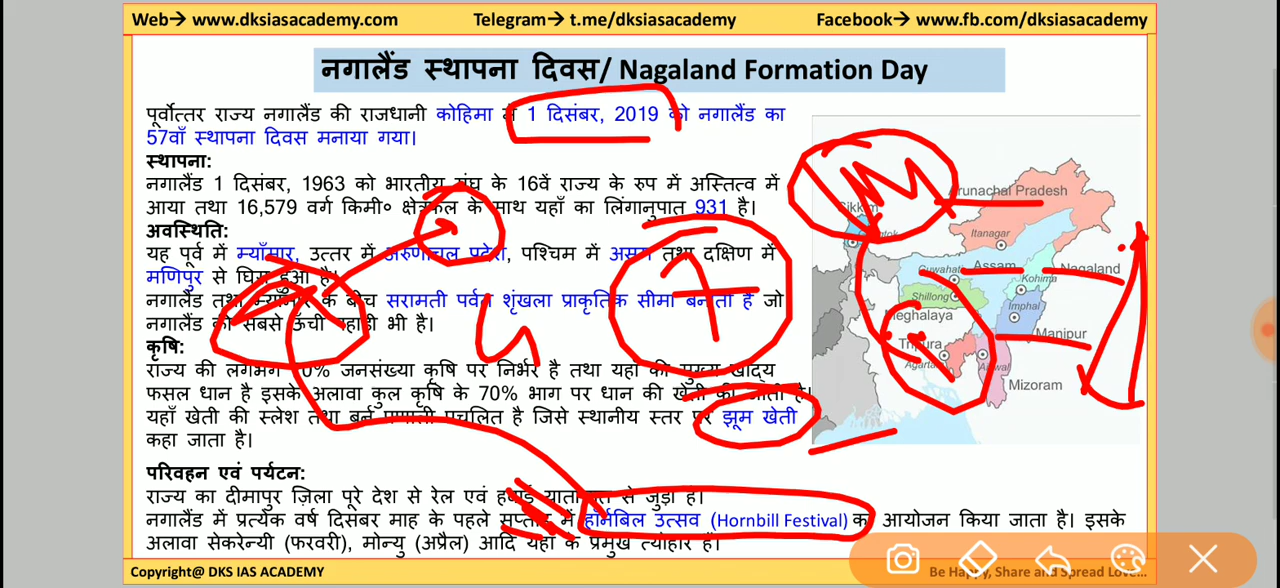 Web→ www.dksiasacademy.com Telegram→ t.me/dksiasacademy Facebook→ www.fb.com/dksiasacademy
नगालैंड स्थापना दिवस/ Nagaland Formation Day
पूर्वोत्तर राज्य नगालैंड की राजधानी कोहिमा में 1 दिसंबर, 2019 को नगालैंड का
57वाँ स्थापना दिवस मनाया गया।
स्थापना:
नगालैंड 1 दिसंबर, 1963 को भारतीय संघ के 16वें राज्य के रुप में अस्तित्व में
आया तथा 16,579 वर्ग किमी० क्षेत्रफल के साथ यहाँ का लिंगानुपात 931 है।
अवस्थिति:
यह पूर्व में म्याँमार, उत्तर में अरुणाचल प्रदेश, पश्चिम में असम तथा दक्षिण में
मणिपुर से घिरा हुआ है।
नगालैंड तथा म्याँमार के बीच सरामती पर्वत शृंखला प्राकृतिक सीमा बनाता है जो
नगालैंड की सबसे ऊँची पहाड़ी भी है।
कृषि:
राज्य की लगभग जनसंख्या कृषि पर निर्भर है तथा यहाँ की मुख्य खाद्य
फसल धान है इसके अलावा कुल कृषि के 70% भाग पर धान की खेती की जाती है।
यहाँ खेती की स्लेश तथा बर्न प्रणाली प्रचलित है जिसे स्थानीय स्तर पर झूम खेती
कहा जाता है।
परिवहन एवं पर्यटन:
राज्य का दीमापुर ज़िला पूरे देश से रेल एवं हवाई यातायात से जुड़ा है।
नगालैंड में प्रत्येक वर्ष दिसंबर माह के पहले सप्ताह में हॉर्नबिल उत्सव (Hornbill Festival) का आयोजन किया जाता है। इसके
अलावा सेकरेन्यी (फरवरी), मोन्यु (अप्रैल) आदि यहाँ के प्रमुख त्योहार हैं।
Sikkim
Arunachal Pradesh
Itanagar
Guwahati Assam Nagaland
Kohima
Shillong
Imphal
Meghalaya
Manipur
Tripura
Agartala
Aizwal
Mizoram
Copyright@ DKS IAS ACADEMY Be Happy, Share and Spread Love...